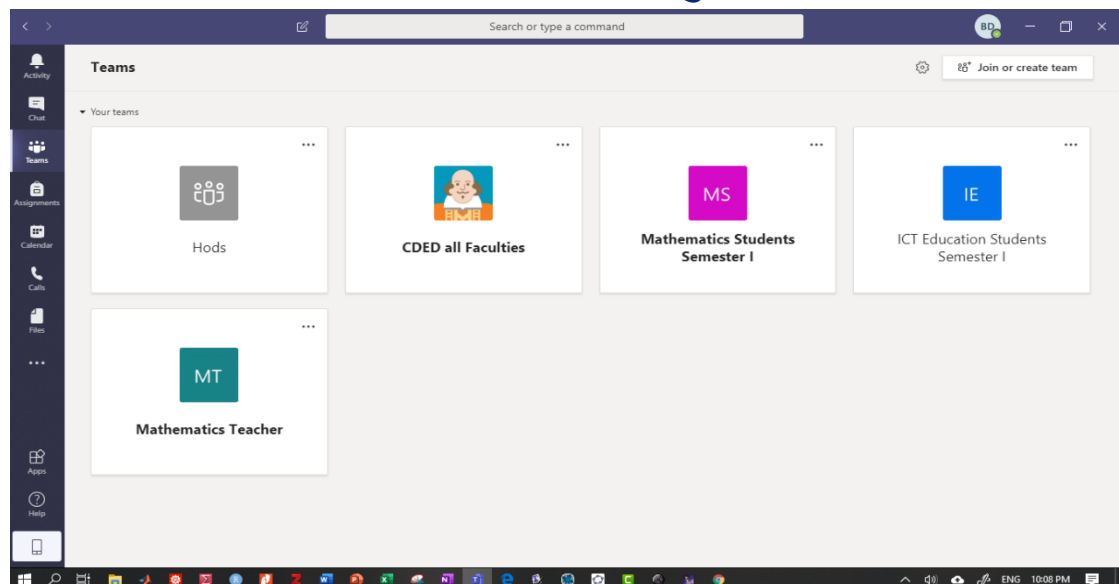 Search or type a command
BD
Activity
Chat
Teams
Assignments
Calendar
Calls
Files
Apps
Help
Teams
Join or create team
Your teams
Hods
CDED all Faculties
MS
Mathematics Students
Semester I
IE
ICT Education Students
Semester I
MT
Mathematics Teacher
ENG 10:08 PM